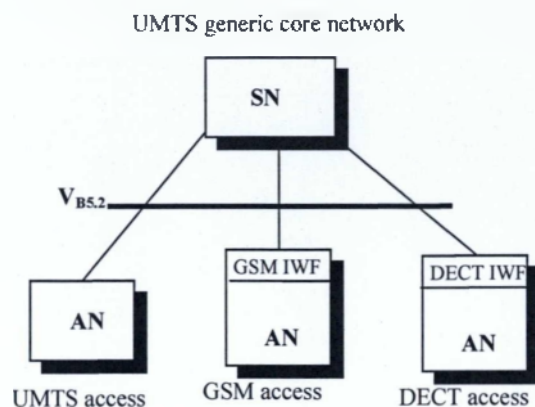 UMTS generic core network
SN
VB5.2
GSM IWF
DECT IWF
AN
AN
AN
UMTS access
GSM access
DECT access